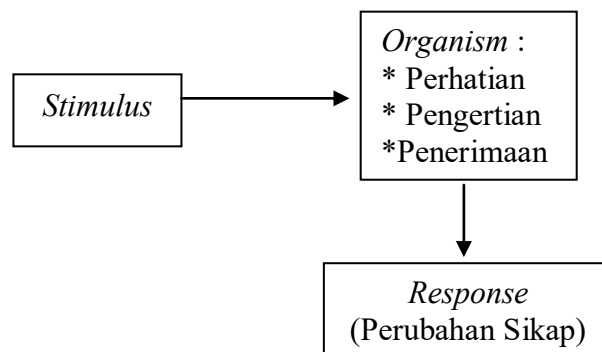 Stimulus
Organism :
* Perhatian
* Pengertian
*Penerimaan
Response
(Perubahan Sikap)